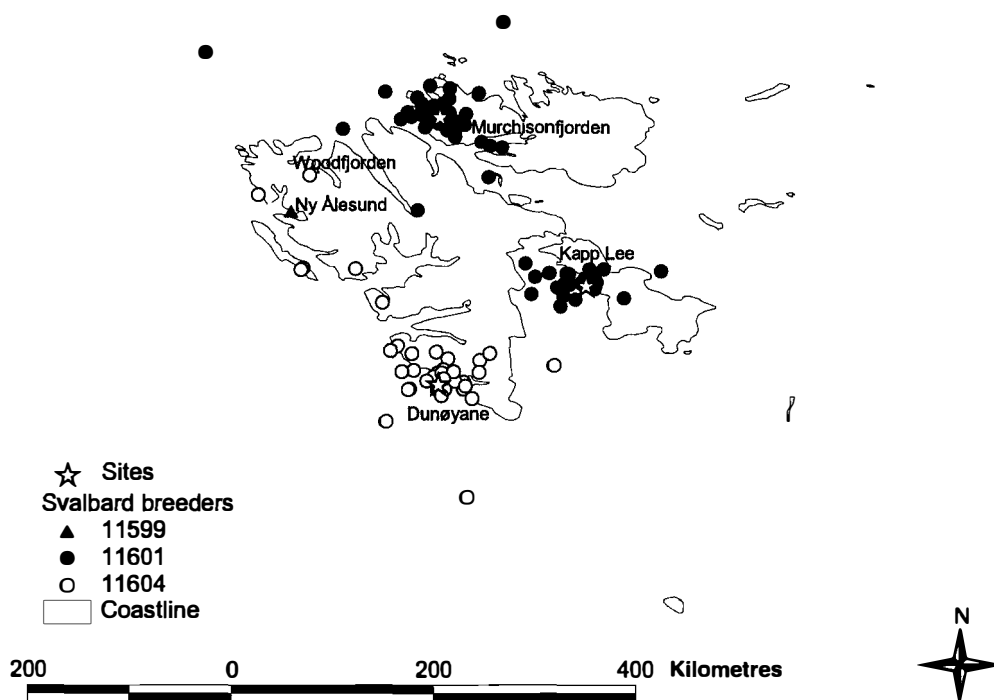 Murchisonfjorden
Woodfjorden
Ny Ålesund
Kapp Lee
Dunøyane
Sites
Svalbard breeders
11599
11601
11604
Coastline
N
200 0 200 400 Kilometres